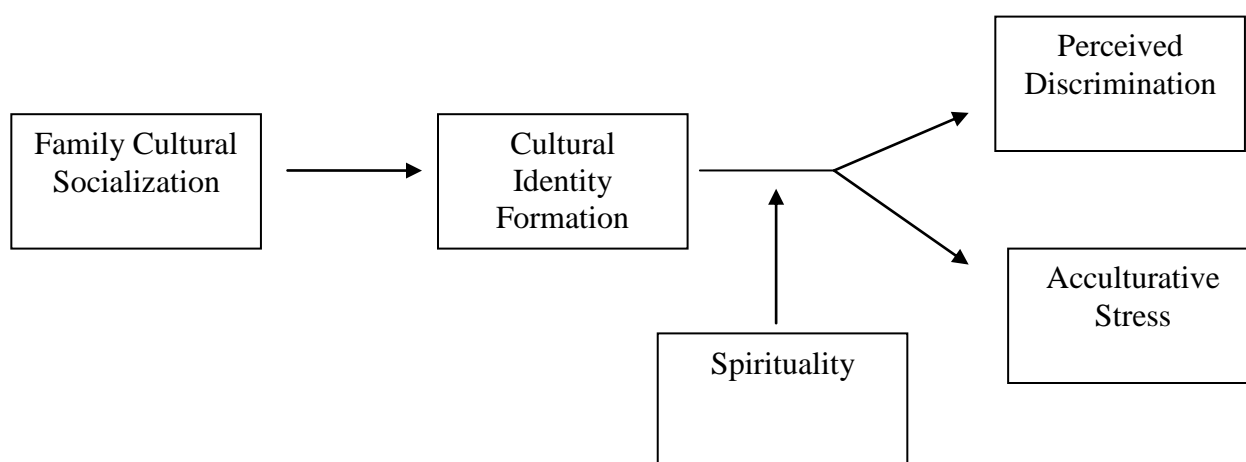 Family Cultural
Socialization
Cultural
Identity
Formation
Perceived
Discrimination
Acculturative
Stress
Spirituality